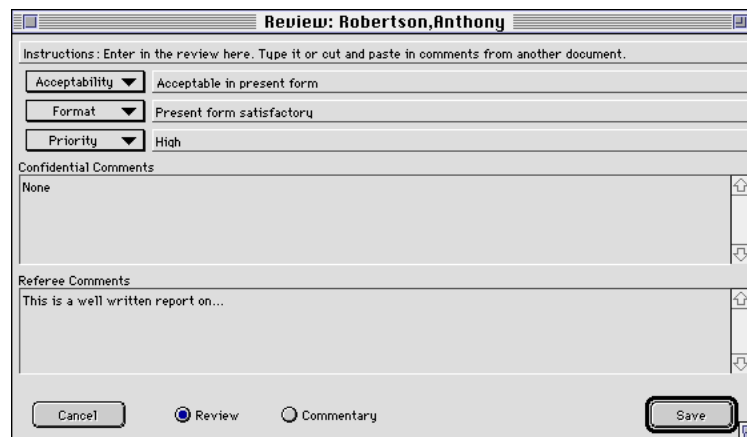 Review: Robertson,Anthony
Instructions: Enter in the review here. Type it or cut and paste in comments from another document.
Acceptability Acceptable in present form
Format Present form satisfactory
Priority High
Confidential Comments
None
Referee Comments
This is a well written report on...
Cancel Review Commentary Save